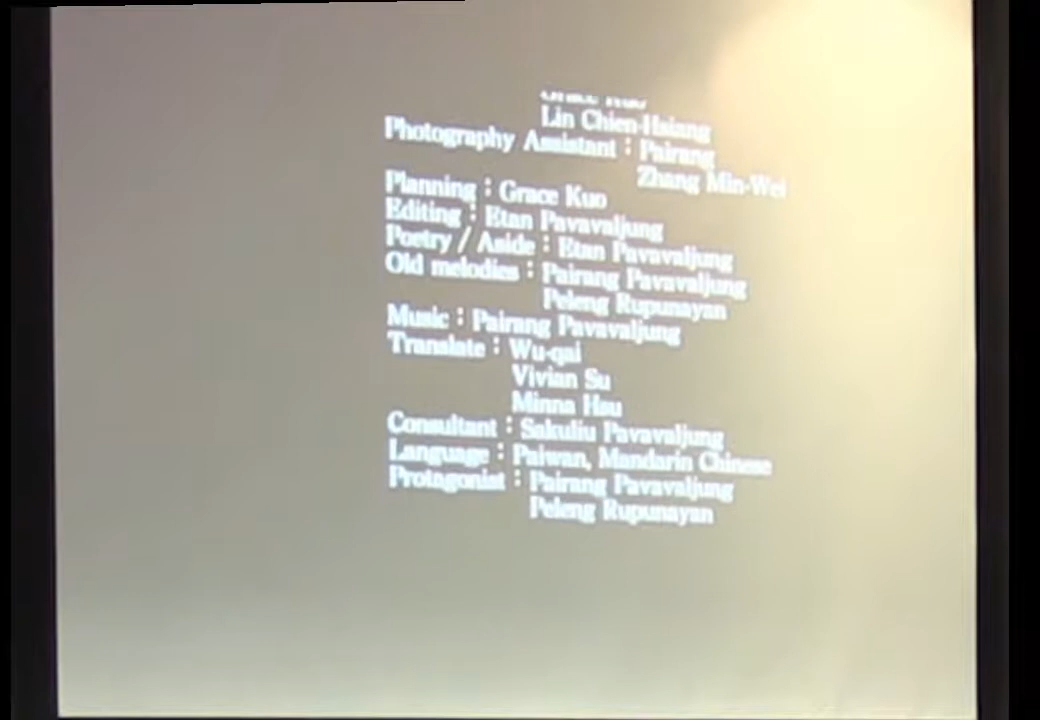 Lin Chien-Hsiang
Photography Assistant : Pairang
Zhang Min-Wei
Planning : Grace Kuo
Editing : Etan Pavavaljung
Poetry / Aside : Etan Pavavaljung
Old melodies : Pairang Pavavaljung
Peleng Rupunayan
Music : Pairang Pavavaljung
Translate : Wu-qai
Vivian Su
Minna Hsu
Consultant : Sakuliu Pavavaljung
Language : Paiwan, Mandarin Chinese
Protagonist : Pairang Pavavaljung
Peleng Rupunayan